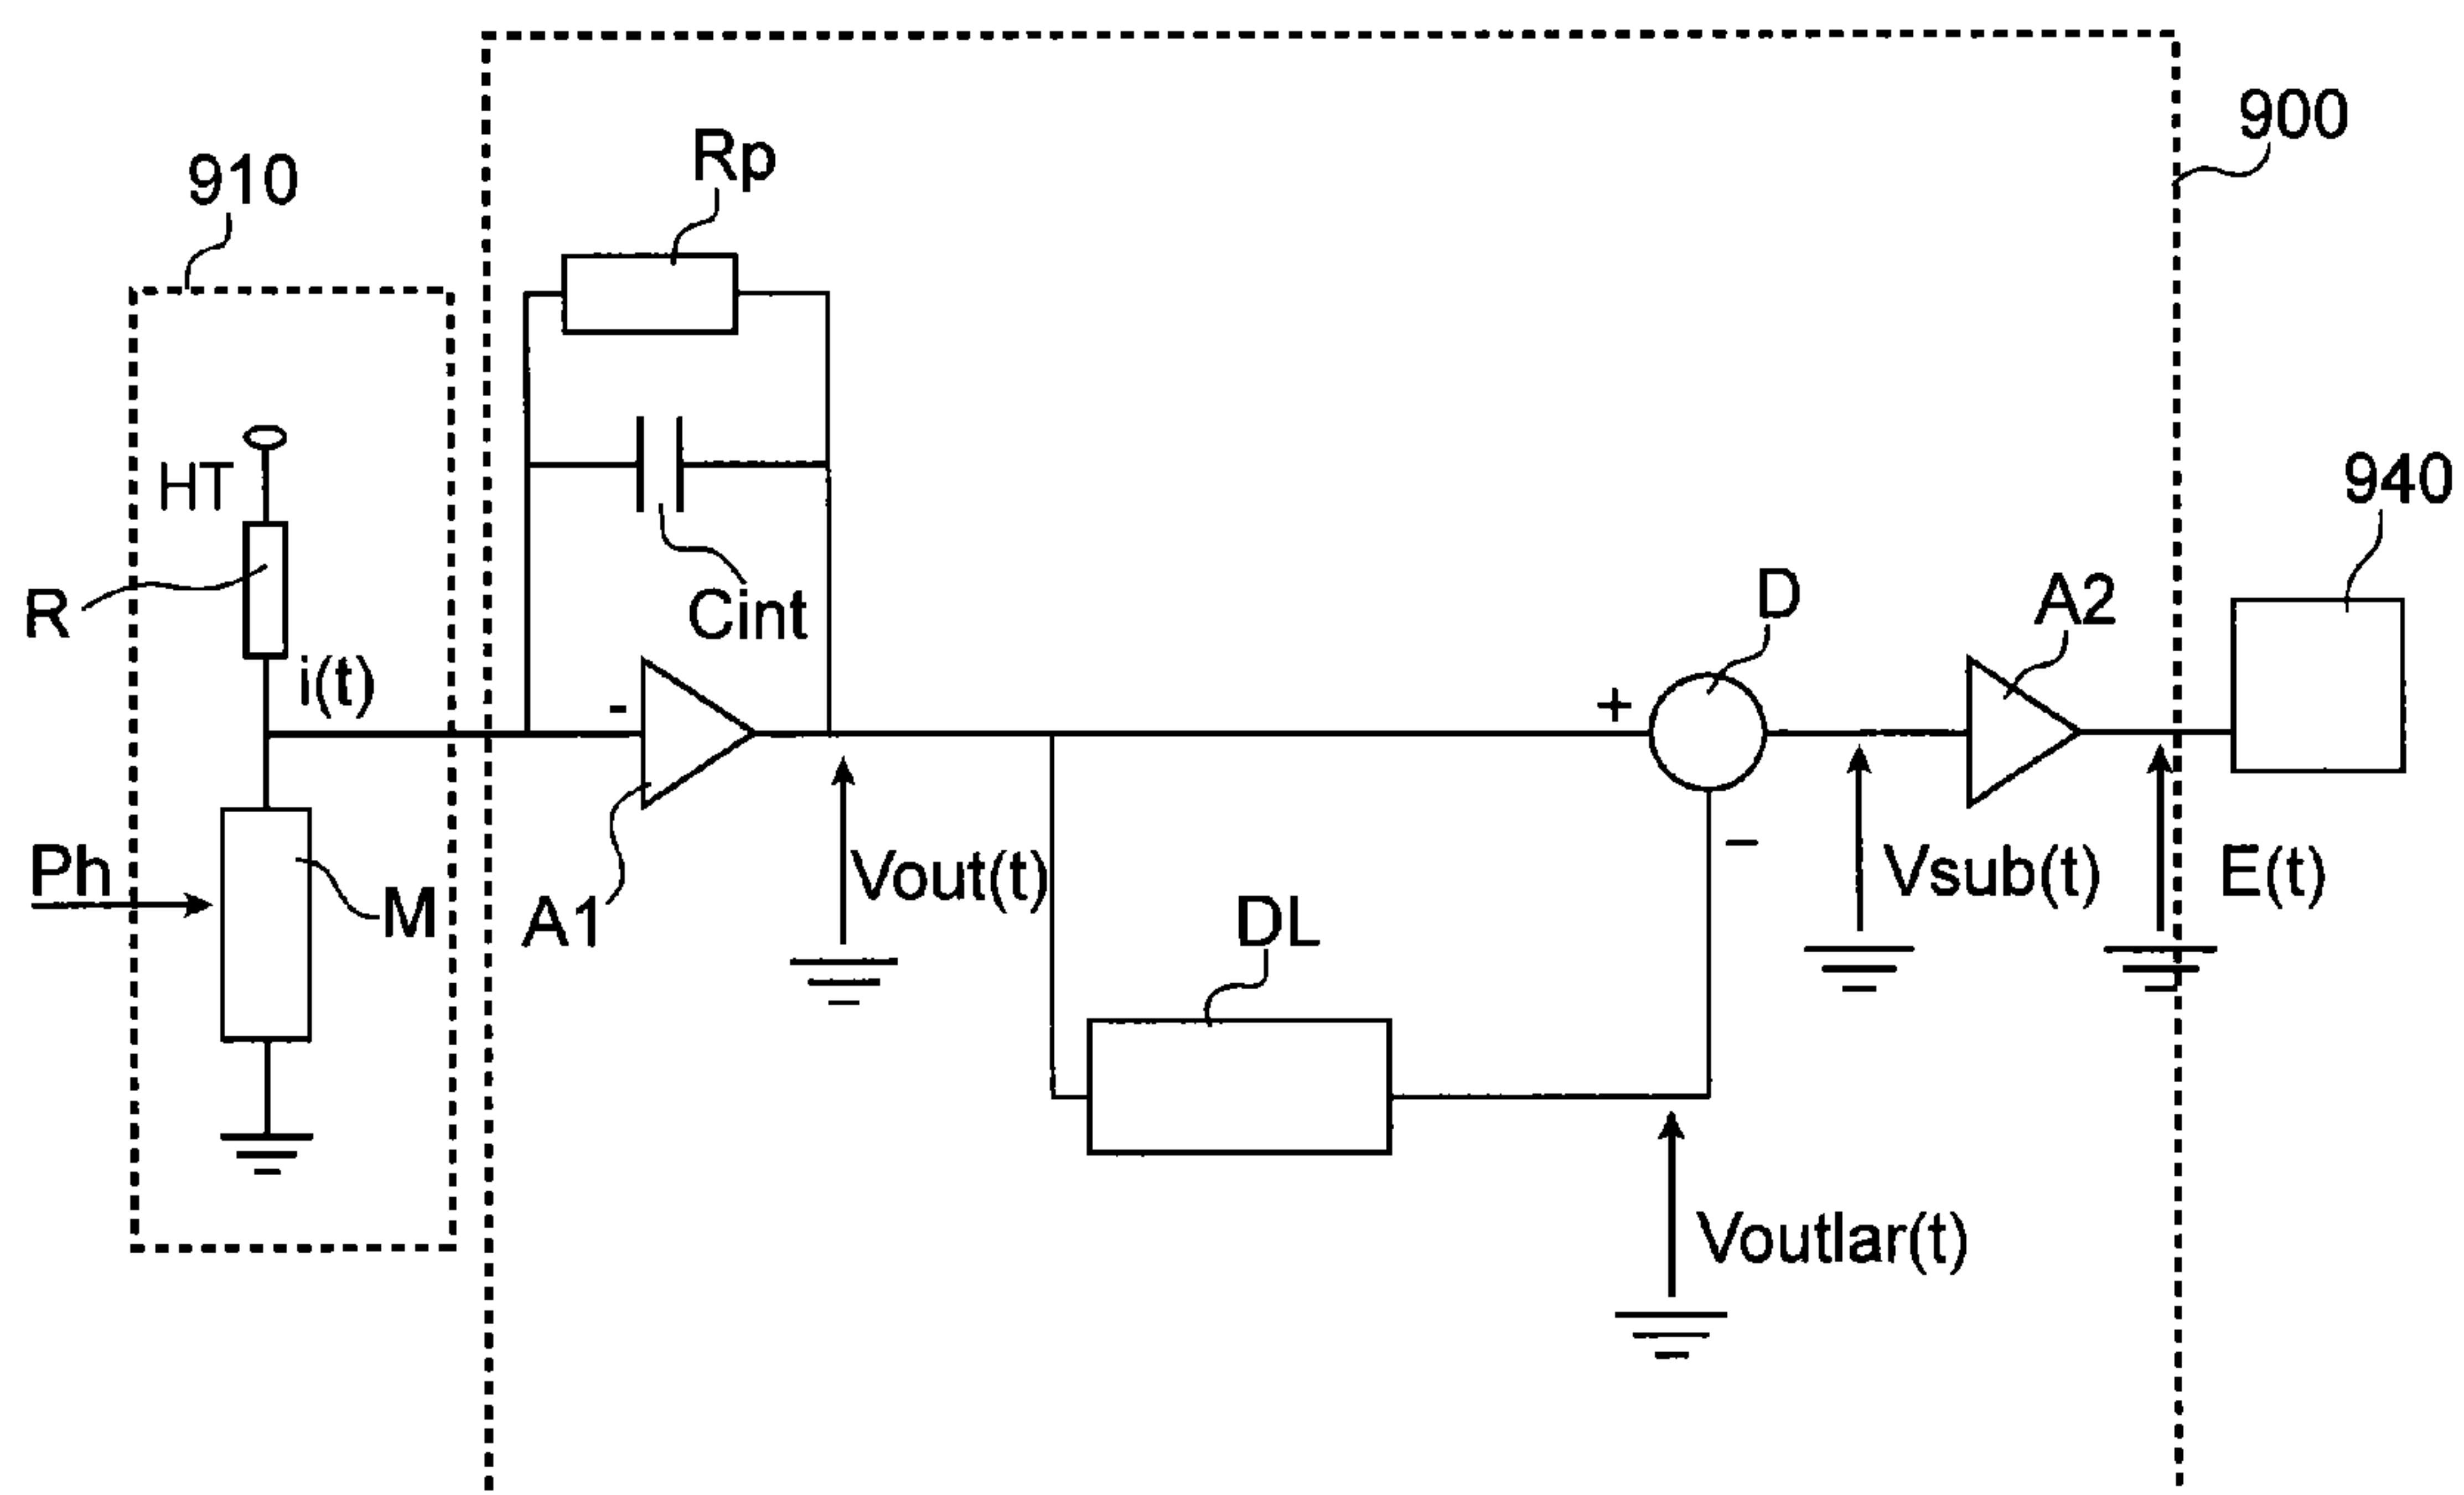 900
910
Rp
HT
940
R
Cint
D
A2
i(t)
-
+
Ph
M
A1
Vout(t)
DL
–
Vsub(t)
E(t)
Voutlar(t)